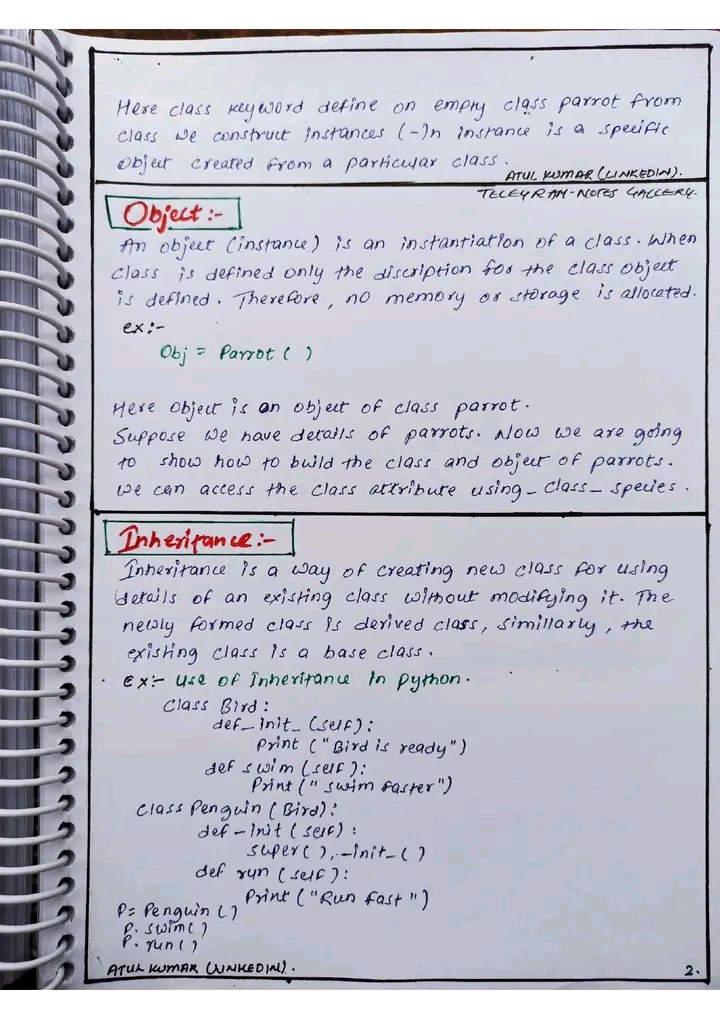 Here class keyword define on empty class parrot from
class we construct instances (-)n instance is a specific
object created from a particular class.
ATUL KUMAR (LINKEDIN).
TELEGRAM-NOTES GALLERY.
Object :-
An object (instance) is an instantiation of a class. When
class is defined only the discription for the class object
is defined. Therefore, no memory or storage is allocated.
ex:-
Obj = Parrot ( )
Here object is an object of class parrot.
Suppose we have details of parrots. Now we are going
to show how to build the class and object of parrots.
we can access the class attribute using _ class _ species.
Inheritance:-
Inheritance is a way of creating new class for using
details of an existing class without modifying it. The
newly formed class is derived class, simillarly, the
existing class is a base class.
Ex:- use of inheritance in python.
Class Bird:
def_init_(self):
Print ("Bird is ready")
def swim (self):
Print (" swim faster")
Class Penguin (Bird):
def-init (self):
super( ).-init-( )
def run (self):
Print ("Run fast")
P= Penguin ( )
P. swim( )
P. run( )
ATUL KUMAR (LINKEDIN).
2.